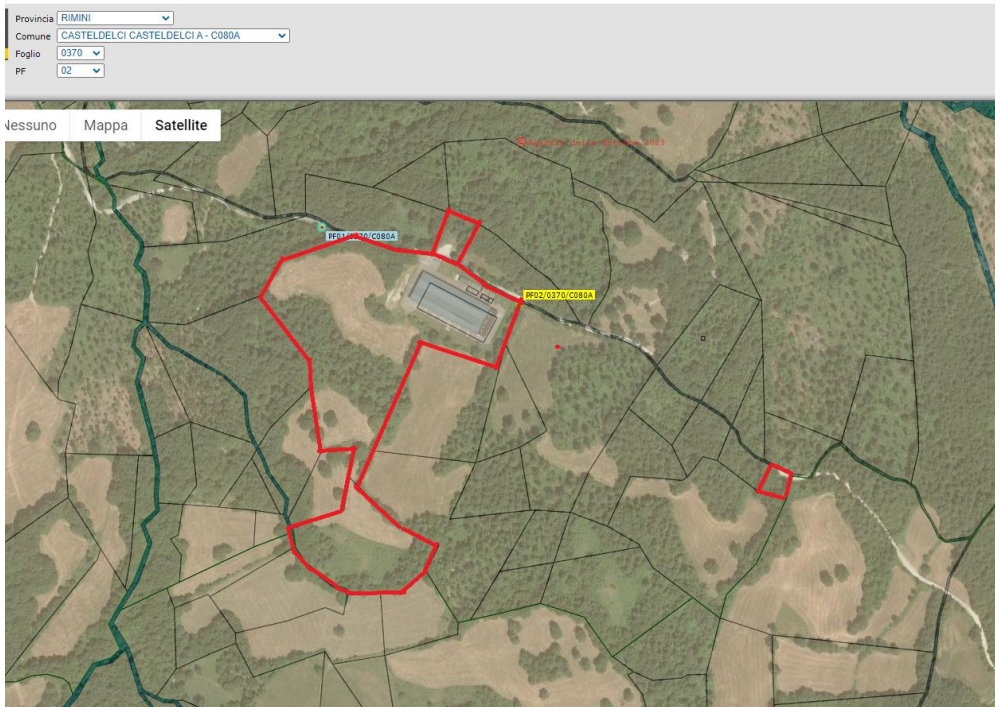 Provincia RIMINI
Comune CASTELDELCI CASTELDELCI A - C080A
Foglio 0370
PF 02
Nessuno Mappa Satellite
2023
PF01/0370/C080A
PF02/0370/C080A